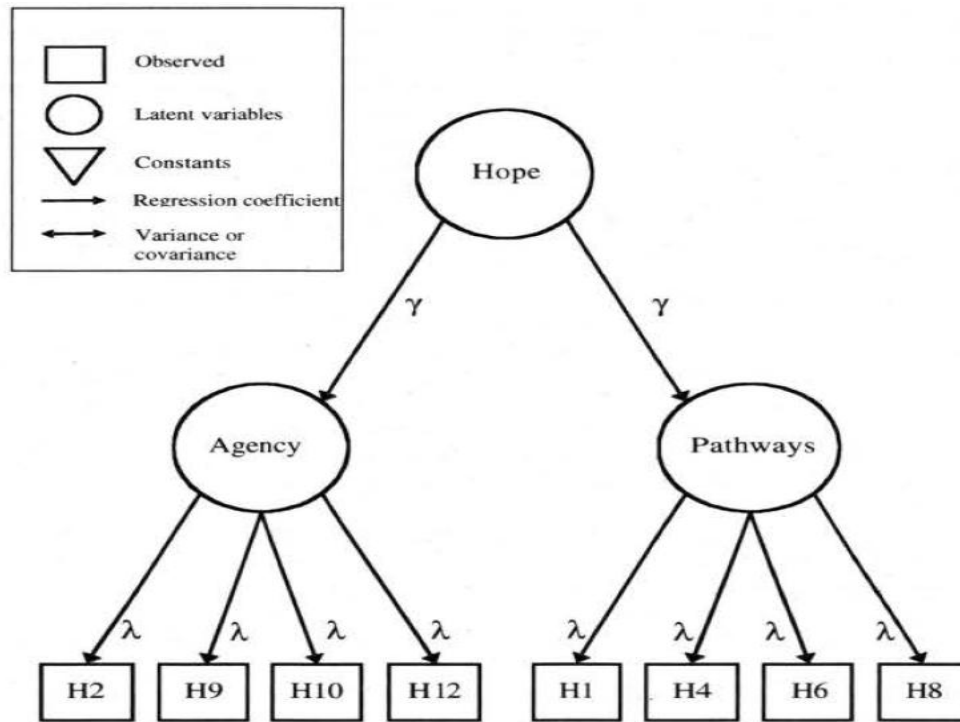 Observed
Latent variables
Constants
Regression coefficient
Variance or
covariance
Hope
γ γ
Agency Pathways
λ λ λ λ λ λ λ λ
H2 H9 H10 H12 H1 H4 H6 H8